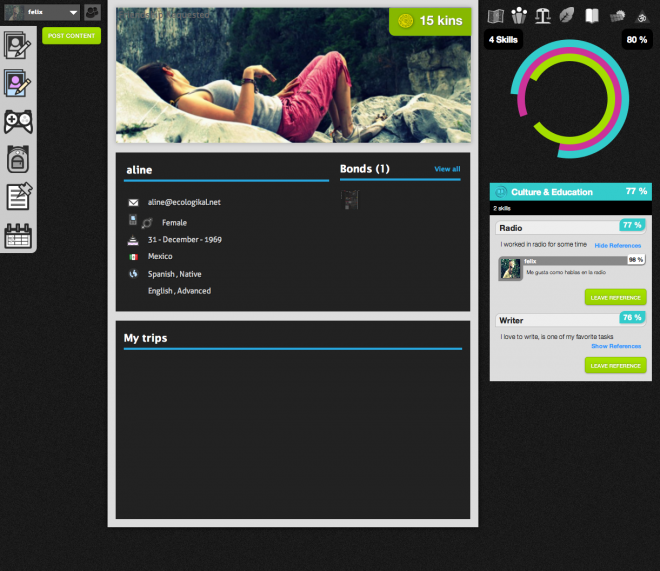 felix
POST CONTENT
15 kins
4 Skills
80 %
aline
Bonds (1)
View all
aline@ecologikal.net
Female
31 - December - 1969
Mexico
Spanish , Native
English , Advanced
My trips
Culture & Education
77 %
2 skills
Radio
77 %
I worked in radio for some time
Hide References
felix
98 %
Me gusta como hablas en la radio
LEAVE REFERENCE
Writer
76 %
I love to write, is one of my favorite tasks
Show References
LEAVE REFERENCE